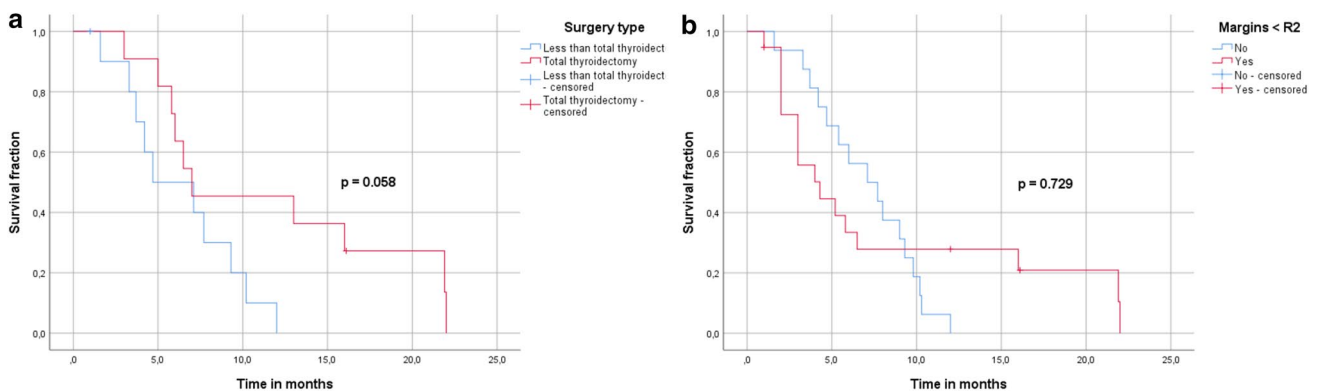 a
Surgery type
Less than total thyroidect
Total thyroidectomy
Less than total thyroidect
- censored
Total thyroidectomy -
censored
Survival fraction
1,0
0,8
0,6
0,4
0,2
0,0
p = 0.058
,0
5,0
10,0
15,0
20,0
25,0
Time in months
b
Margins < R2
No
Yes
No - censored
Yes - censored
Survival fraction
1,0
0,8
0,6
0,4
0,2
0,0
p = 0.729
,0
5,0
10,0
15,0
20,0
25,0
Time in months